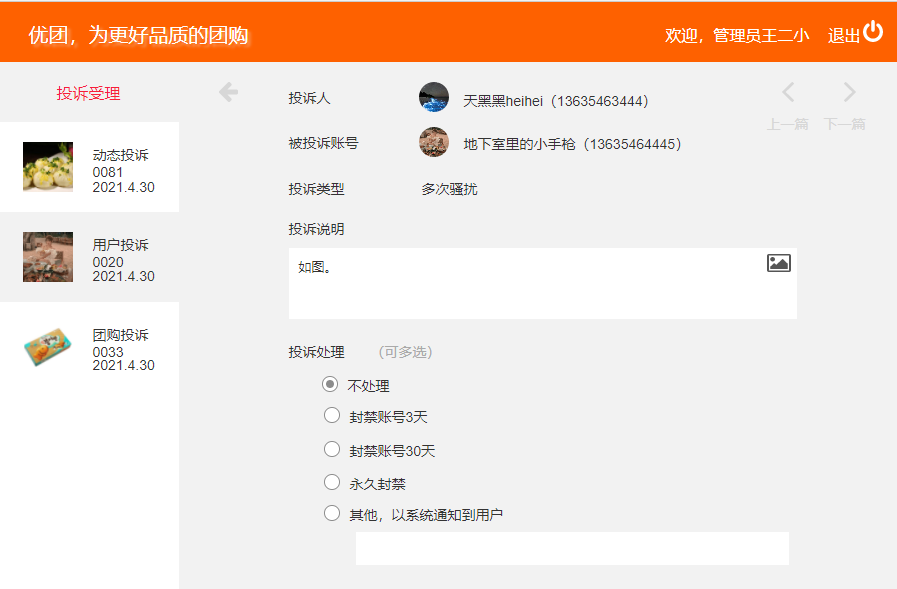 优团，为更好品质的团购
欢迎，管理员王二小 退出
投诉受理
动态投诉
0081
2021.4.30
用户投诉
0020
2021.4.30
团购投诉
0033
2021.4.30
投诉人 天黑黑heihei（13635463444）
上一篇 下一篇
被投诉账号 地下室里的小手枪（13635464445）
投诉类型 多次骚扰
投诉说明
如图。
投诉处理 （可多选）
不处理
封禁账号3天
封禁账号30天
永久封禁
其他，以系统通知到用户